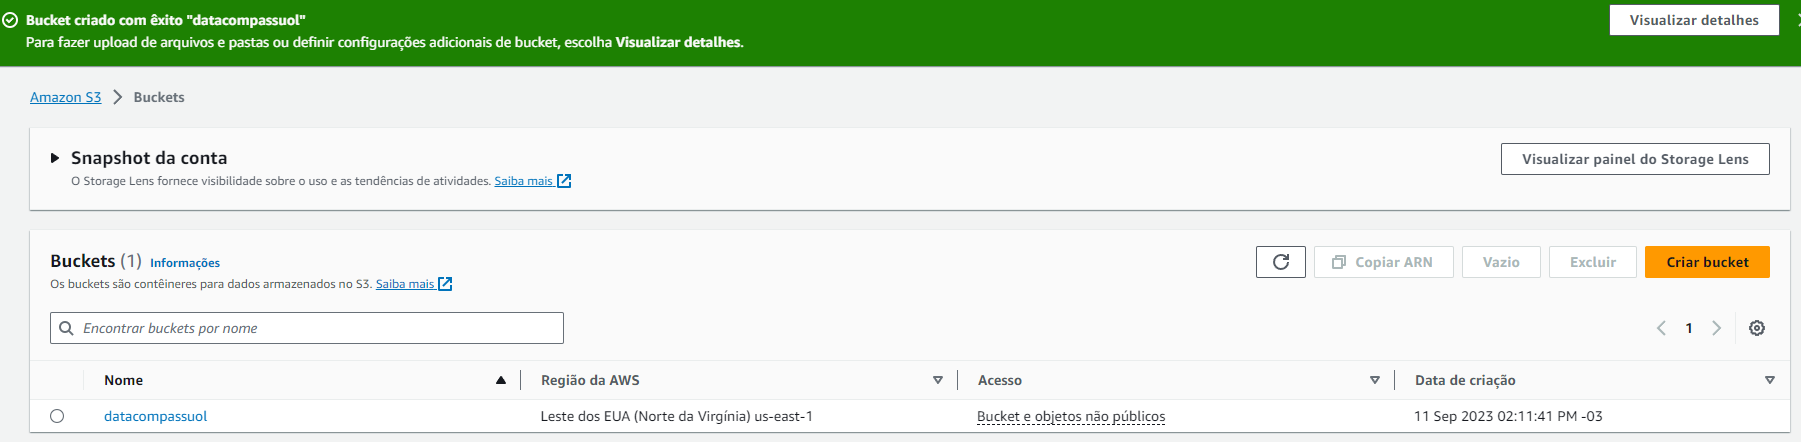 Bucket criado com êxito "datacompassuol"
Visualizar detalhes
Para fazer upload de arquivos e pastas ou definir configurações adicionais de bucket, escolha Visualizar detalhes.
Amazon S3 > Buckets
Snapshot da conta
Visualizar painel do Storage Lens
O Storage Lens fornece visibilidade sobre o uso e as tendências de atividades. Saiba mais
Buckets (1) Informações
Copiar ARN
Vazio
Excluir
Criar bucket
Os buckets são contêineres para dados armazenados no S3. Saiba mais
Encontrar buckets por nome
1
Nome Região da AWS Acesso Data de criação
datacompassuol Leste dos EUA (Norte da Virgínia) us-east-1 Bucket e objetos não públicos 11 Sep 2023 02:11:41 PM -03